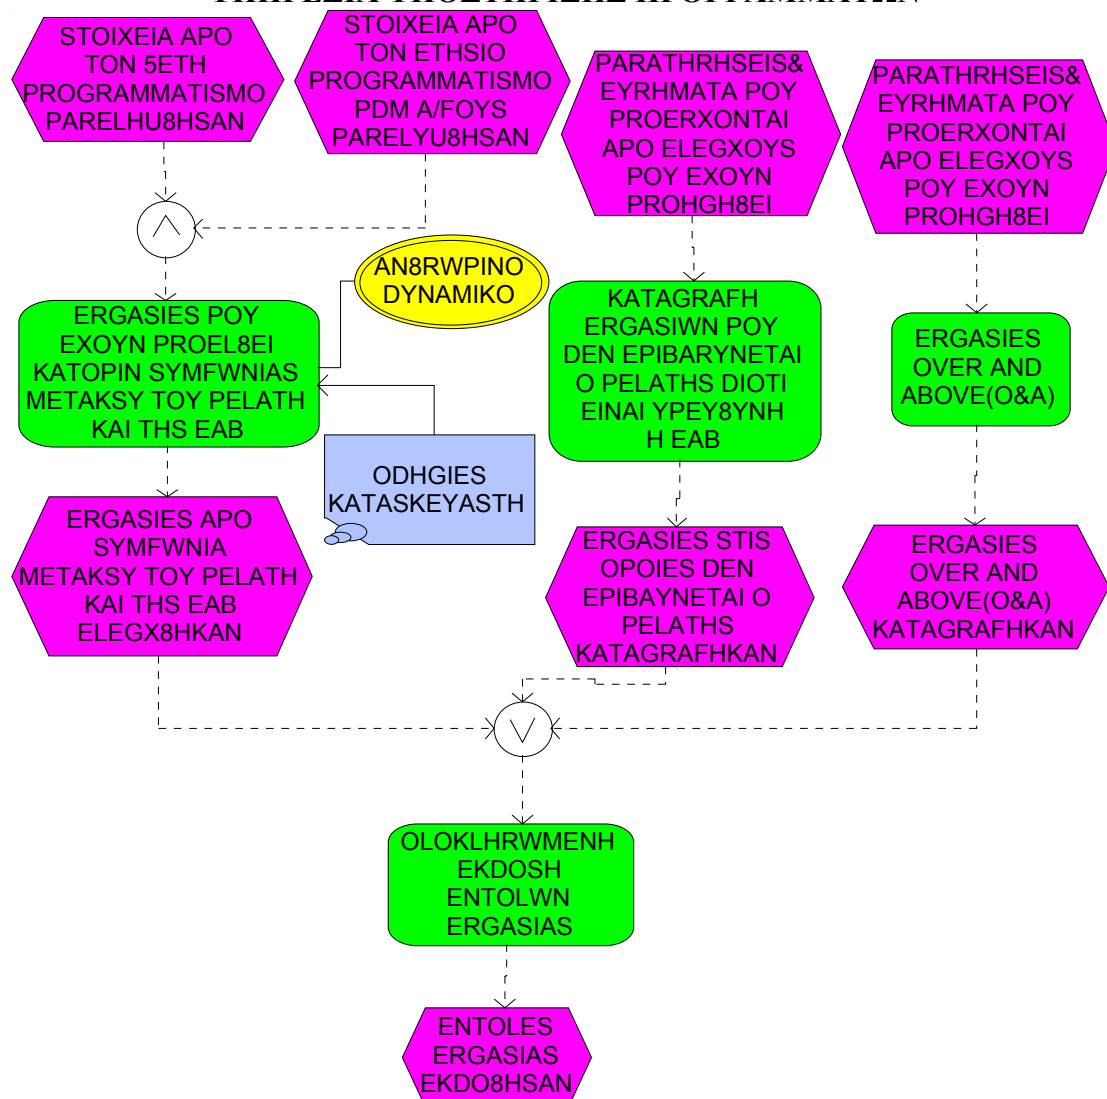 STOIXEIA APO
TON 5ETH
PROGRAMMATISMO
PARELHU8HSAN
STOIXEIA APO
TON ETHSIO
PROGRAMMATISMO
PDM A/FOYS
PARELYU8HSAN
PARATHRHSEIS&
EYRHMATA POY
PROERXONTAI
APO ELEGXOYS
POY EXOYN
PROHGH8EI
PARATHRHSEIS&
EYRHMATA POY
PROERXONTAI
APO ELEGXOYS
POY EXOYN
PROHGH8EI
AN8RWPINO
DYNAMIKO
ERGASIES POY
EXOYN PROEL8EI
KATOPIN SYMFWNIAS
METAKSY TOY PELATH
KAI THS EAB
KATAGRAFH
ERGASIWN POY
DEN EPIBARYNETAI
O PELATHS DIOTI
EINAI YPEY8YNH
H EAB
ERGASIES
OVER AND
ABOVE(O&A)
ODHGIES
KATASKEYASTH
ERGASIES APO
SYMFWNIA
METAKSY TOY PELATH
KAI THS EAB
ELEGX8HKAN
ERGASIES STIS
OPOIES DEN
EPIBAYNETAI O
PELATHS
KATAGRAFHKAN
ERGASIES
OVER AND
ABOVE(O&A)
KATAGRAFHKAN
OLOKLHRWMENH
EKDOSH
ENTOLWN
ERGASIAS
ENTOLES
ERGASIAS
EKDO8HSAN